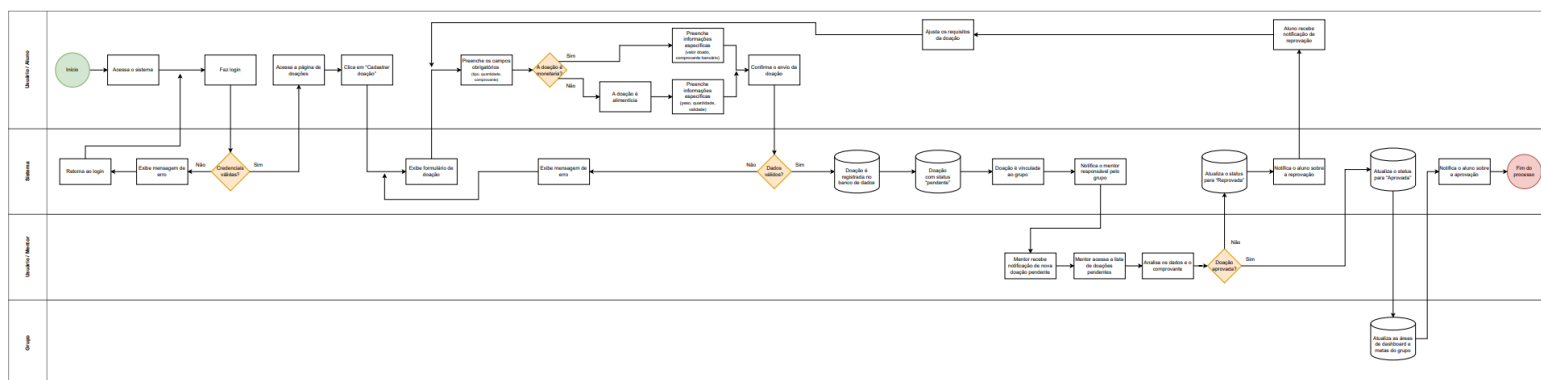 Usuário / Aluno
Início
Acessa o sistema
Faz login
Acessa a página de
doações
Clica em "Cadastrar
doação"
Preenche os campos
obrigatórios
(tipo, quantidade,
comprovante)
A doação é
monetária?
Sim
Não
Preenche
informações
específicas
(valor doado,
comprovante bancário)
A doação é
alimentícia
Preenche
informações
específicas
(peso, quantidade,
validade)
Confirma o envio da
doação
Ajusta os requisitos
da doação
Aluno recebe
notificação de
reprovação
Sistema
Retorna ao login
Exibe mensagem de
erro
Não
Credenciais
válidas?
Sim
Exibe formulário de
doação
Exibe mensagem de
erro
Não
Dados
válidos?
Sim
Doação é
registrada no
banco de dados
Doação
com status
"pendente"
Doação é vinculada
ao grupo
Notifica o mentor
responsável pelo
grupo
Atualiza o status
para "Reprovada"
Notifica o aluno sobre
a reprovação
Atualiza o status
para "Aprovada"
Notifica o aluno sobre
a aprovação
Fim do
processo
Usuário / Mentor
Mentor recebe
notificação de nova
doação pendente
Mentor acessa a lista
de doações
pendentes
Analisa os dados e o
comprovante
Doação
aprovada?
Não
Sim
Grupo
Atualiza as áreas
de dashboard e
metas do grupo